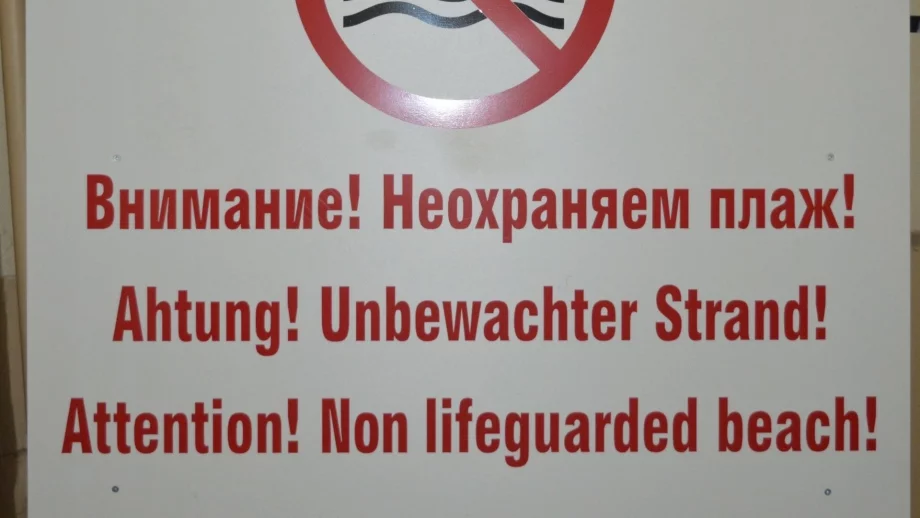 Внимание! Неохраняем плаж!
Ahtung! Unbewachter Strand!
Attention! Non lifeguarded beach!